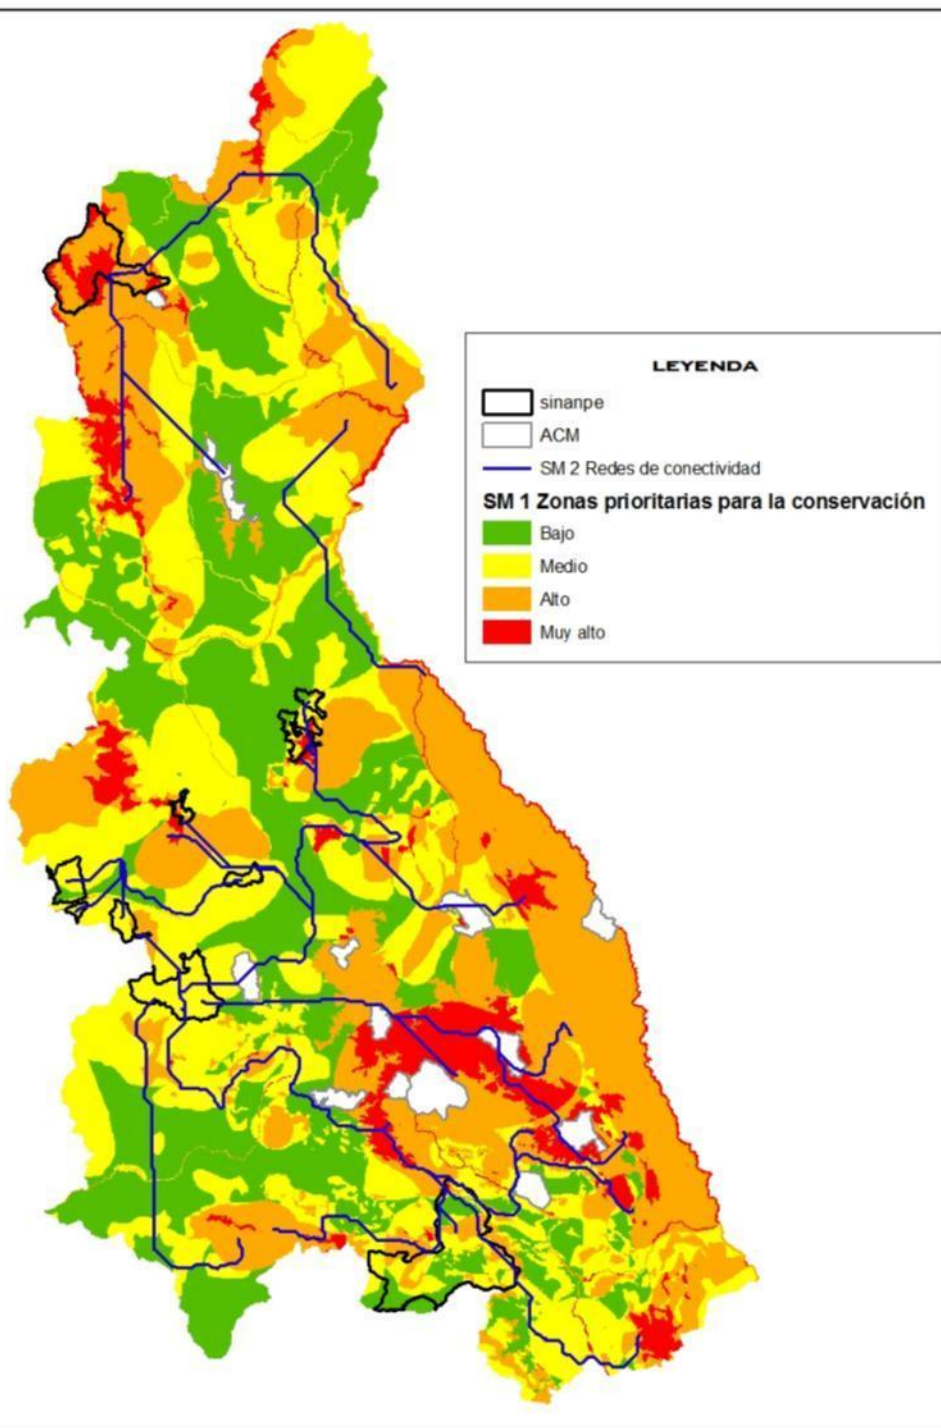 LEYENDA
sinanpe
ACM
SM 2 Redes de conectividad
SM 1 Zonas prioritarias para la conservación
Bajo
Medio
Alto
Muy alto